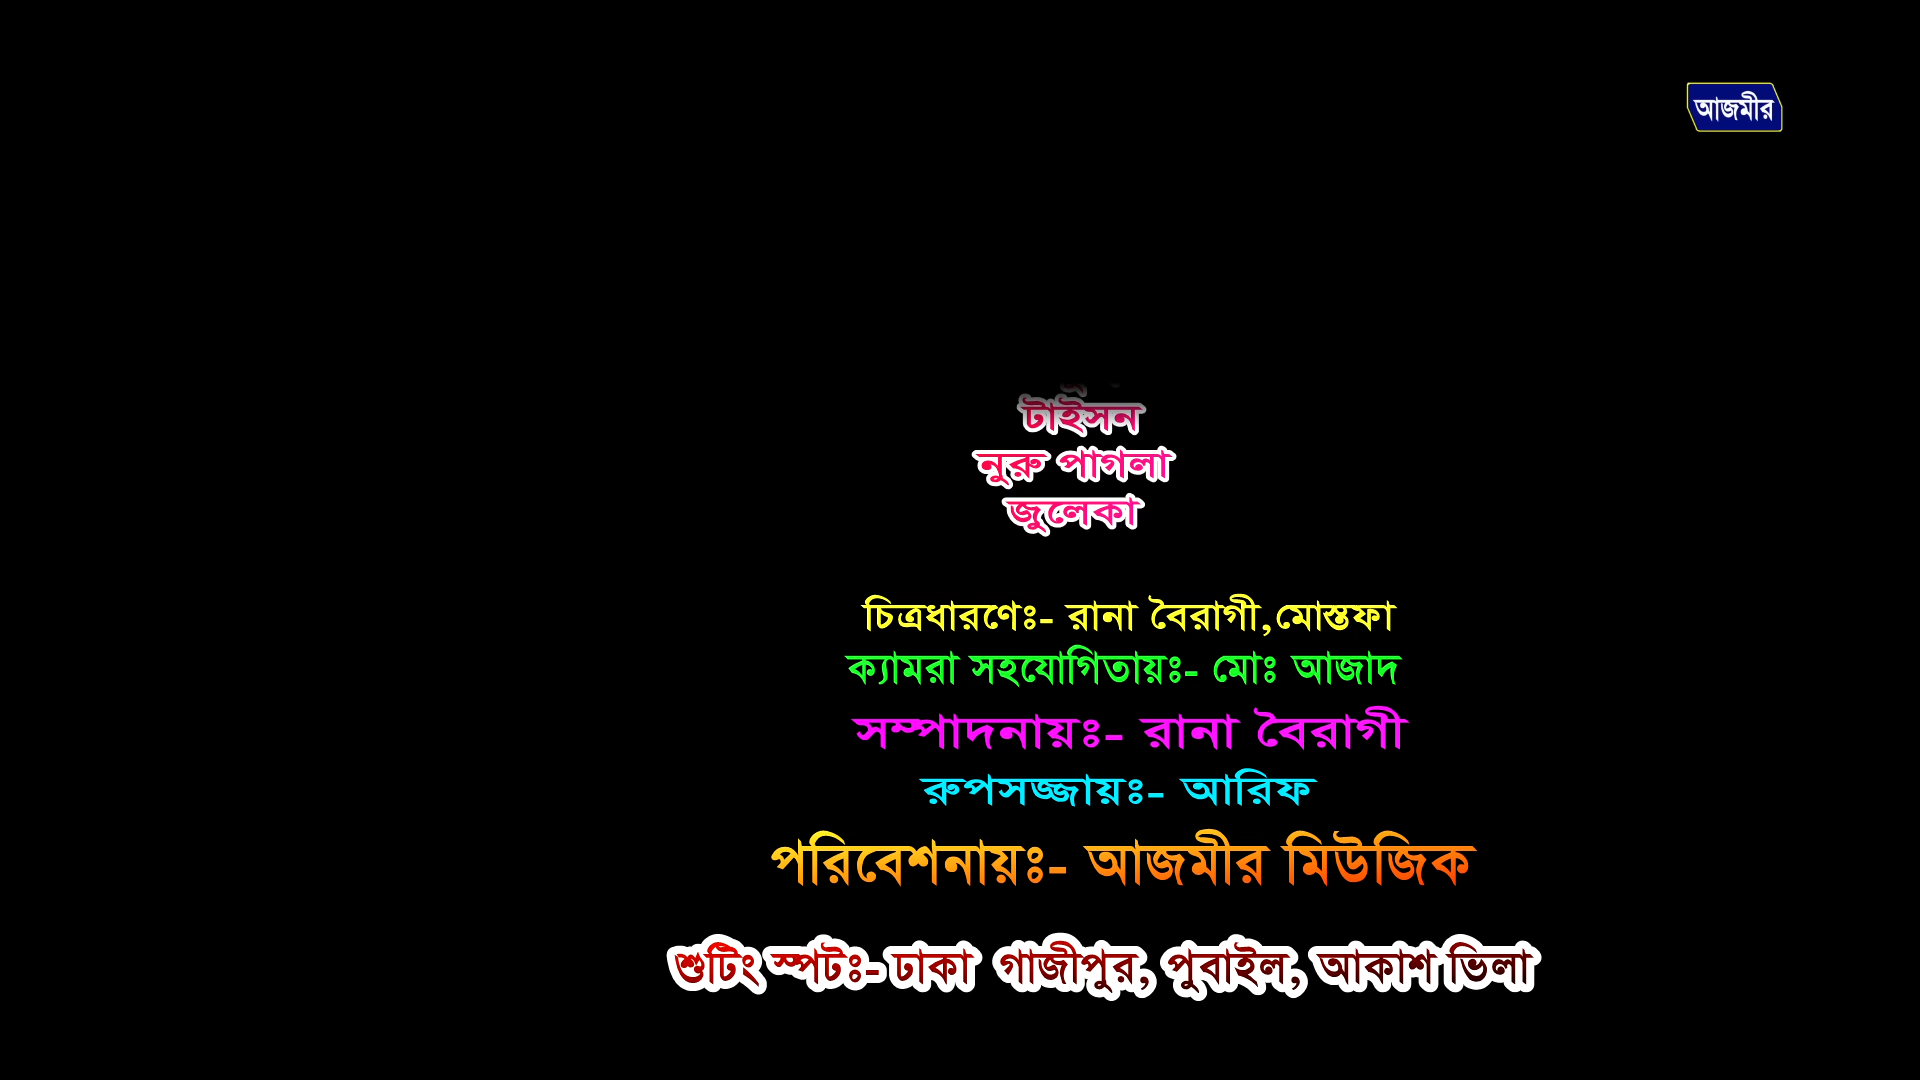 আজমীর
টাইসন
নুরু পাগলা
জুলেকা
চিত্রধারণেঃ- রানা বৈরাগী,মোস্তফা
ক্যামরা সহযোগিতায়ঃ- মোঃ আজাদ
সম্পাদনায়ঃ- রানা বৈরাগী
রুপসজ্জায়ঃ- আরিফ
পরিবেশনায়ঃ- আজমীর মিউজিক
শুটিং স্পটঃ- ঢাকা গাজীপুর, পুবাইল, আকাশ ভিলা